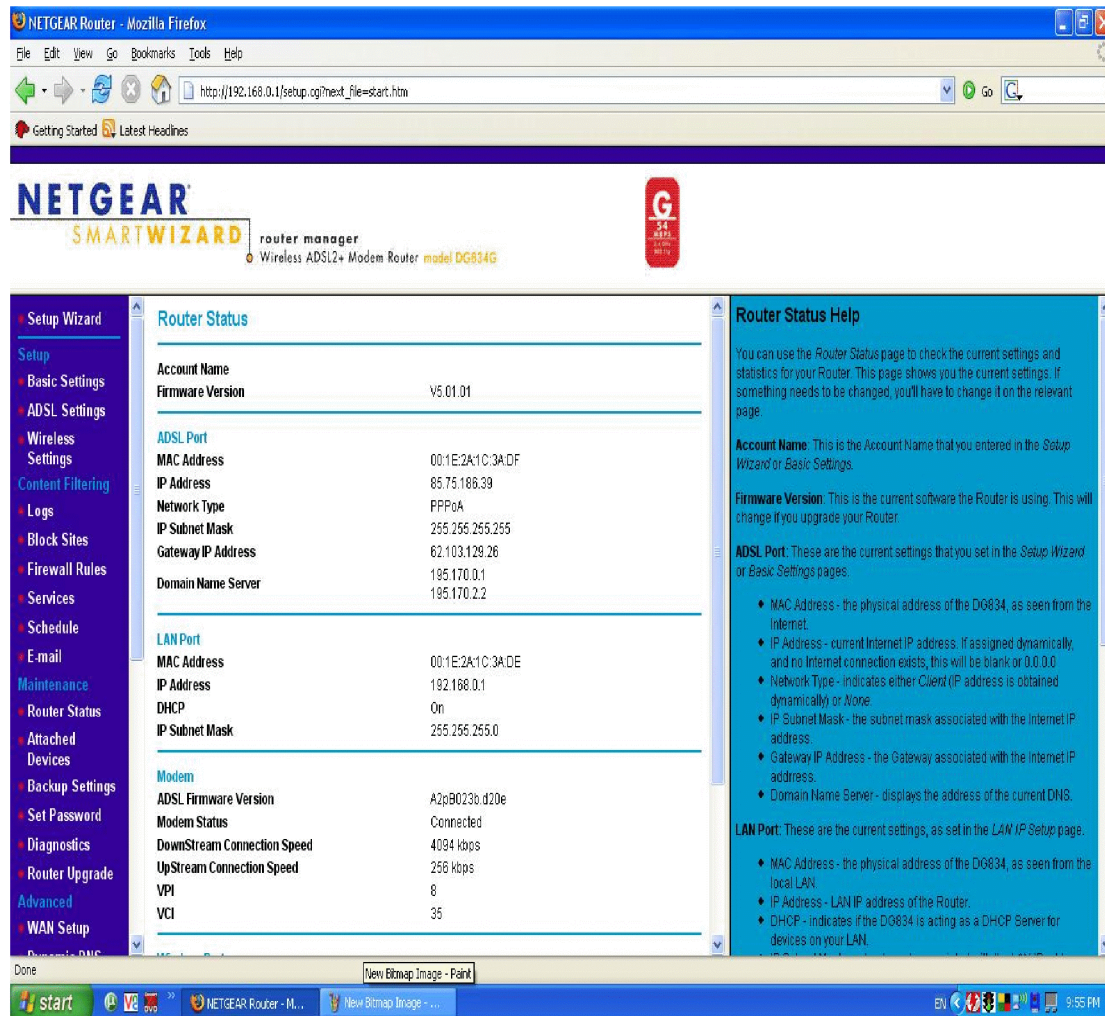 NETGEAR Router - Mozilla Firefox
File Edit View Go Bookmarks Tools Help
http://192.168.0.1/setup.cgi?next_file=start.htm
Go
Getting Started Latest Headlines
NETGEAR
SMARTWIZARD router manager
Wireless ADSL2+ Modem Router model DG834G
G
54
Setup Wizard
Setup
Basic Settings
ADSL Settings
Wireless
Settings
Content Filtering
Logs
Block Sites
Firewall Rules
Services
Schedule
E-mail
Maintenance
Router Status
Attached
Devices
Backup Settings
Set Password
Diagnostics
Router Upgrade
Advanced
WAN Setup
Router Status
Account Name
Firmware Version V5.01.01
ADSL Port
MAC Address 00:1E:2A:1C:3A:DF
IP Address 85.75.186.39
Network Type PPPoA
IP Subnet Mask 255.255.255.255
Gateway IP Address 62.103.129.26
Domain Name Server 195.170.0.1
195.170.2.2
LAN Port
MAC Address 00:1E:2A:1C:3A:DE
IP Address 192.168.0.1
DHCP On
IP Subnet Mask 255.255.255.0
Modem
ADSL Firmware Version A2pB023b.d20e
Modem Status Connected
DownStream Connection Speed 4094 kbps
UpStream Connection Speed 256 kbps
VPI 8
VCI 35
Router Status Help
You can use the Router Status page to check the current settings and
statistics for your Router. This page shows you the current settings. If
something needs to be changed, you'll have to change it on the relevant
page.
Account Name: This is the Account Name that you entered in the Setup
Wizard or Basic Settings.
Firmware Version: This is the current software the Router is using. This will
change if you upgrade your Router.
ADSL Port: These are the current settings that you set in the Setup Wizard
or Basic Settings pages.
MAC Address - the physical address of the DG834, as seen from the
Internet.
IP Address - current Internet IP address. If assigned dynamically,
and no Internet connection exists, this will be blank or 0.0.0.0
Network Type - indicates either Client (IP address is obtained
dynamically) or None.
IP Subnet Mask - the subnet mask associated with the Internet IP
address.
Gateway IP Address - the Gateway associated with the Internet IP
addrress.
Domain Name Server - displays the address of the current DNS.
LAN Port: These are the current settings, as set in the LAN IP Setup page.
MAC Address - the physical address of the DG834, as seen from the
local LAN.
IP Address - LAN IP address of the Router.
DHCP - indicates if the DG834 is acting as a DHCP Server for
devices on your LAN.
Done
New Bitmap Image - Paint
start
NETGEAR Router - M...
New Bitmap Image - ...
EN
9:55 PM